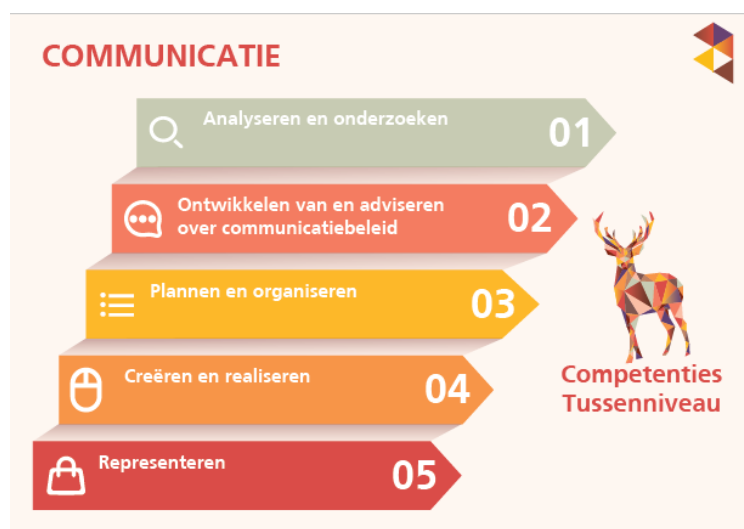 COMMUNICATIE
Analyseren en onderzoeken
01
Ontwikkelen van en adviseren
over communicatiebeleid
02
Plannen en organiseren
03
Creëren en realiseren
04
Representeren
05
Competenties
Tussenniveau